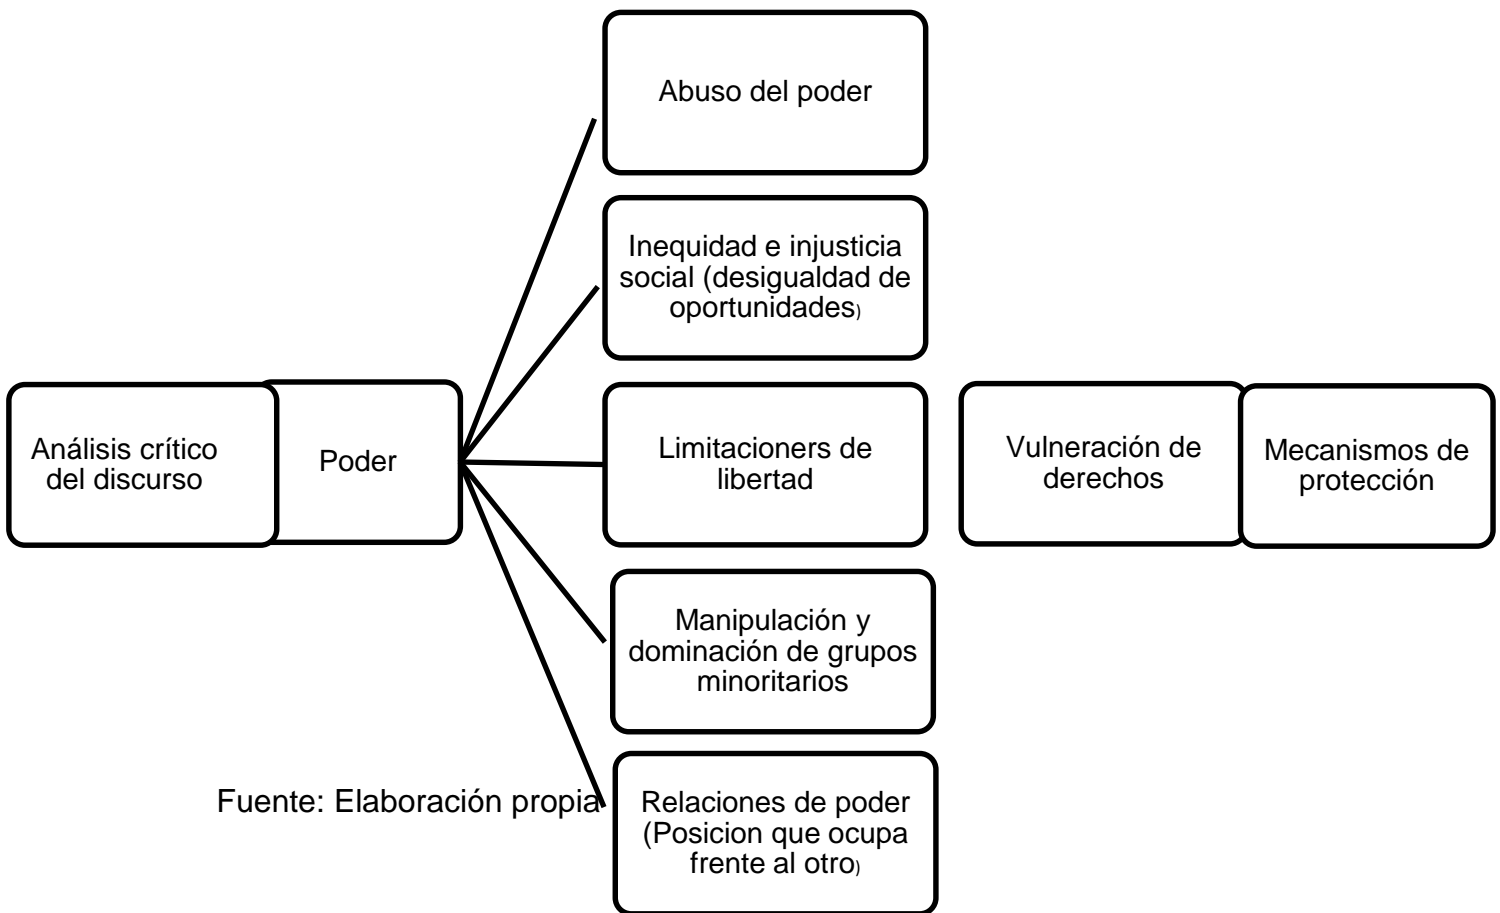 Abuso del poder
Inequidad e injusticia
social (desigualdad de
oportunidades)
Análisis crítico
del discurso
Poder
Limitacioners de
libertad
Vulneración de
derechos
Mecanismos de
protección
Manipulación y
dominación de grupos
minoritarios
Fuente: Elaboración propia
Relaciones de poder
(Posicion que ocupa
frente al otro)